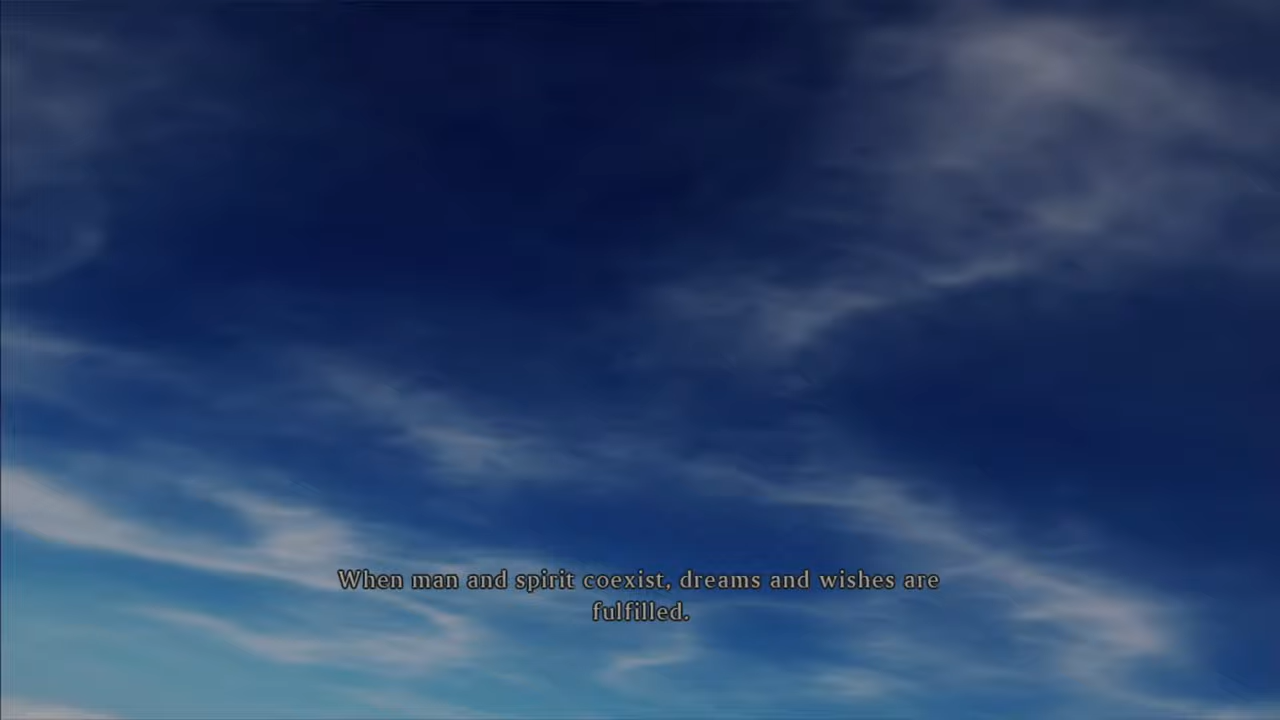 When man and spirit coexist, dreams and wishes are
fulfilled.